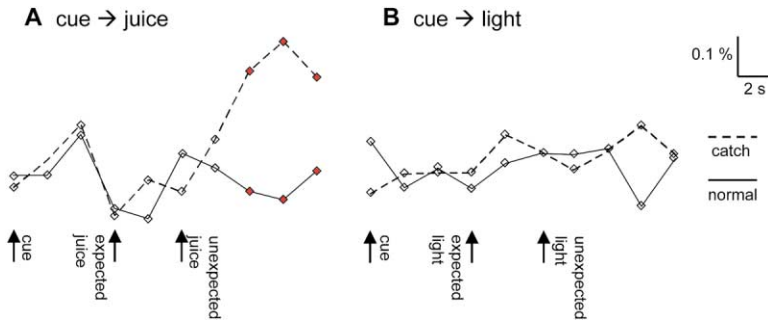 A cue → juice
B cue → light
0.1 %
2 s
catch
normal
cue
expected
juice
unexpected
juice
cue
expected
light
unexpected
light